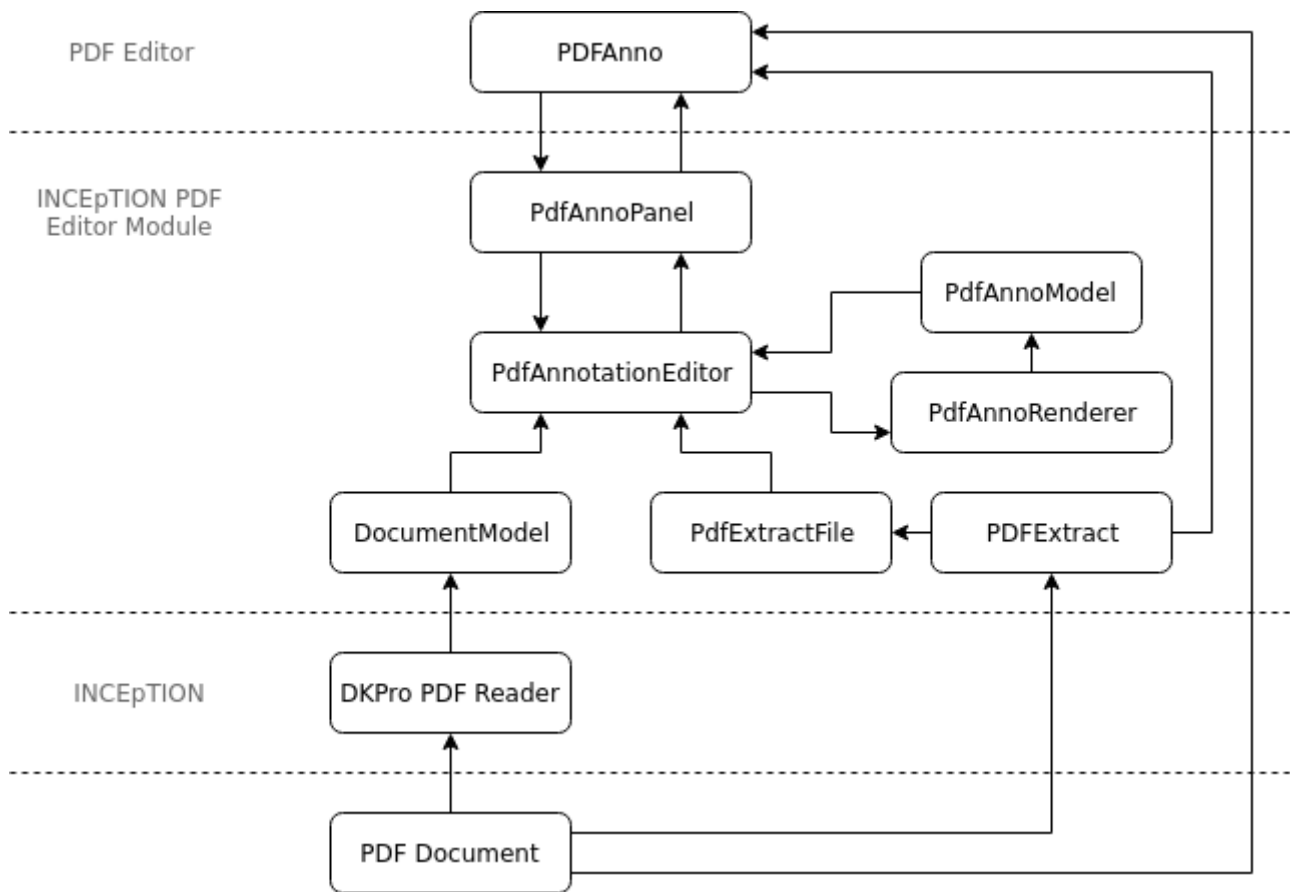 PDF Editor
PDFAnno
INCEpTION PDF
Editor Module
PdfAnnoPanel
PdfAnnoModel
PdfAnnotationEditor
PdfAnnoRenderer
DocumentModel
PdfExtractFile
PDFExtract
INCEpTION
DKPro PDF Reader
PDF Document